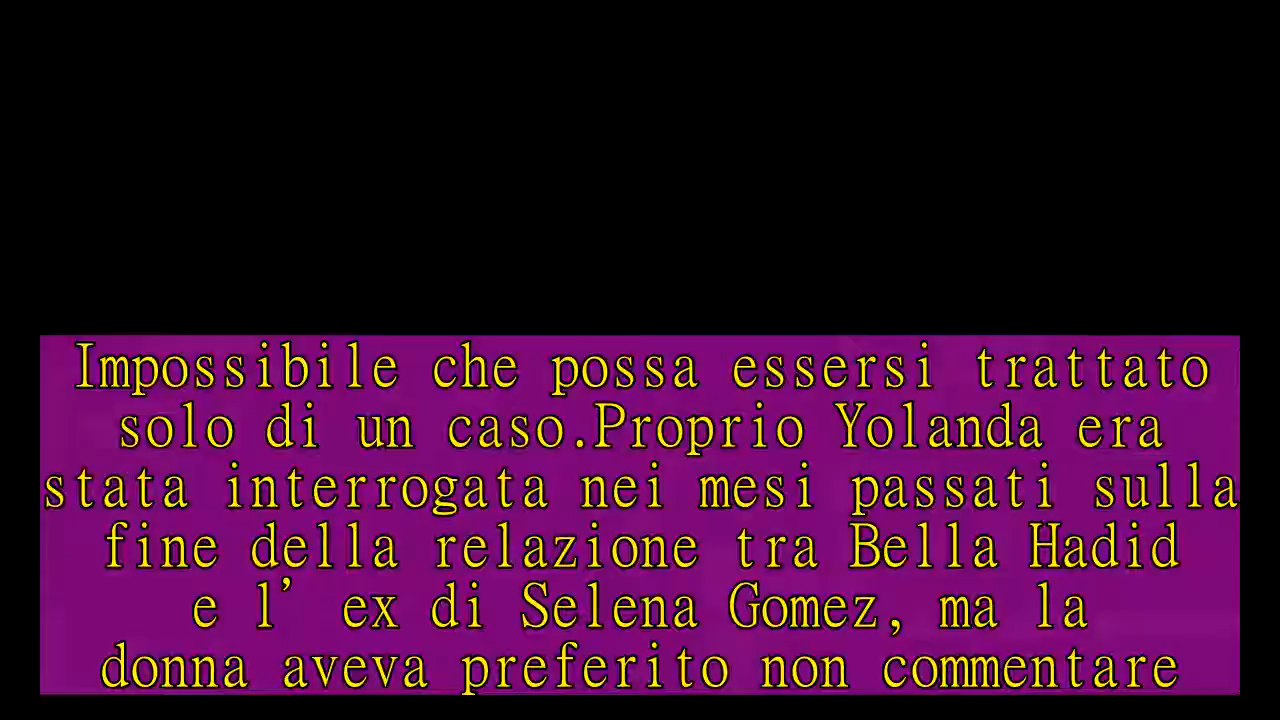 Impossibile che possa essersi trattato
solo di un caso.Proprio Yolanda era
stata interrogata nei mesi passati sulla
fine della relazione tra Bella Hadid
e l’ex di Selena Gomez, ma la
donna aveva preferito non commentare